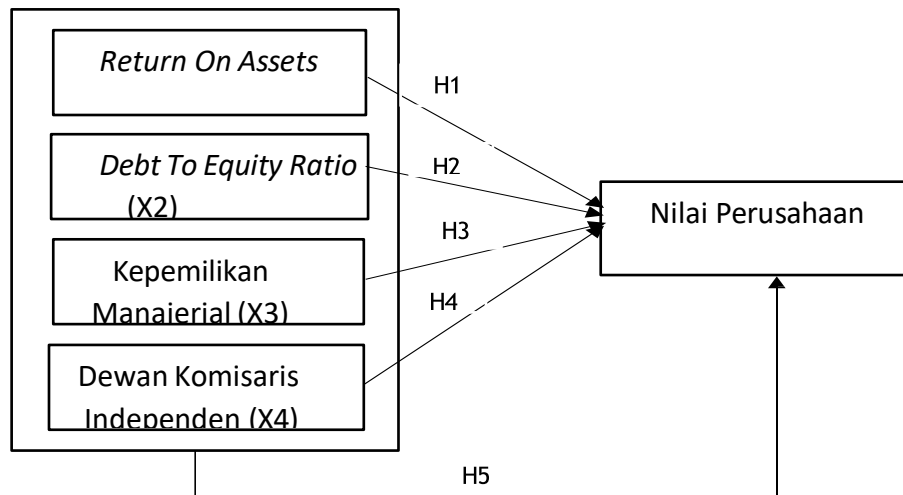 Return On Assets
H1
Debt To Equity Ratio
(X2)
H2
Nilai Perusahaan
H3
Kepemilikan
Manajerial (X3)
H4
Dewan Komisaris
Independen (X4)
H5